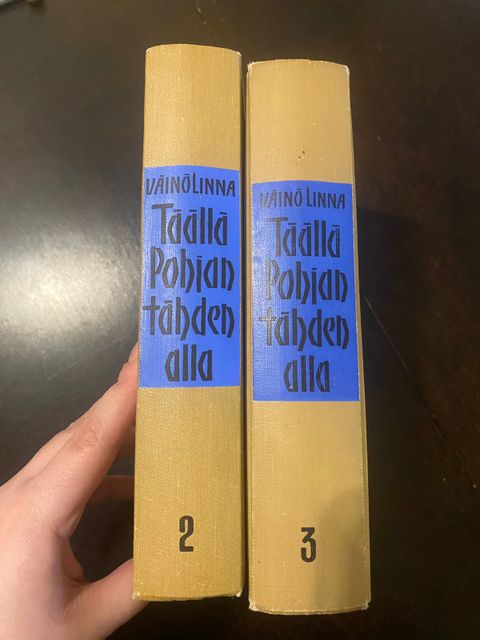 VÄINÖ LINNA
Täällä
Pohjan
tähden
alla
2
VÄINÖ LINNA
Täällä
Pohjan
tähden
alla
3